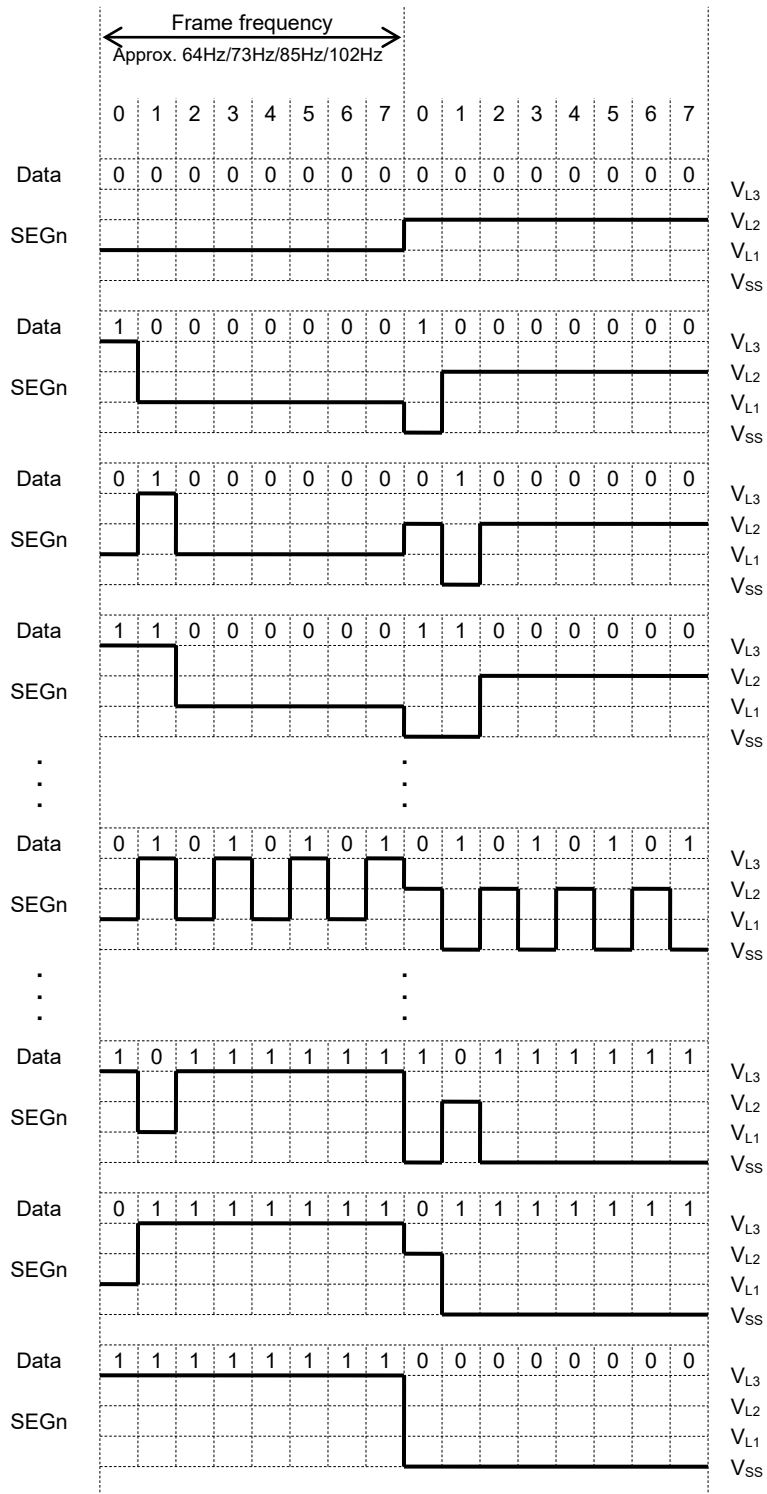 Frame frequency
Approx. 64Hz/73Hz/85Hz/102Hz
0 1 2 3 4 5 6 7 0 1 2 3 4 5 6 7
Data 0 0 0 0 0 0 0 0 0 0 0 0 0 0 0 0
VL3
VL2
SEGn
VL1
VSS
Data 1 0 0 0 0 0 0 0 1 0 0 0 0 0 0 0
VL3
VL2
SEGn
VL1
VSS
Data 0 1 0 0 0 0 0 0 0 1 0 0 0 0 0 0
VL3
VL2
SEGn
VL1
VSS
Data 1 1 0 0 0 0 0 0 1 1 0 0 0 0 0 0
VL3
VL2
SEGn
VL1
VSS
Data 0 1 0 1 0 1 0 1 0 1 0 1 0 1 0 1
VL3
VL2
SEGn
VL1
VSS
Data 1 0 1 1 1 1 1 1 1 0 1 1 1 1 1 1
VL3
VL2
SEGn
VL1
VSS
Data 0 1 1 1 1 1 1 1 0 1 1 1 1 1 1 1
VL3
VL2
SEGn
VL1
VSS
Data 1 1 1 1 1 1 1 1 0 0 0 0 0 0 0 0
VL3
VL2
SEGn
VL1
VSS